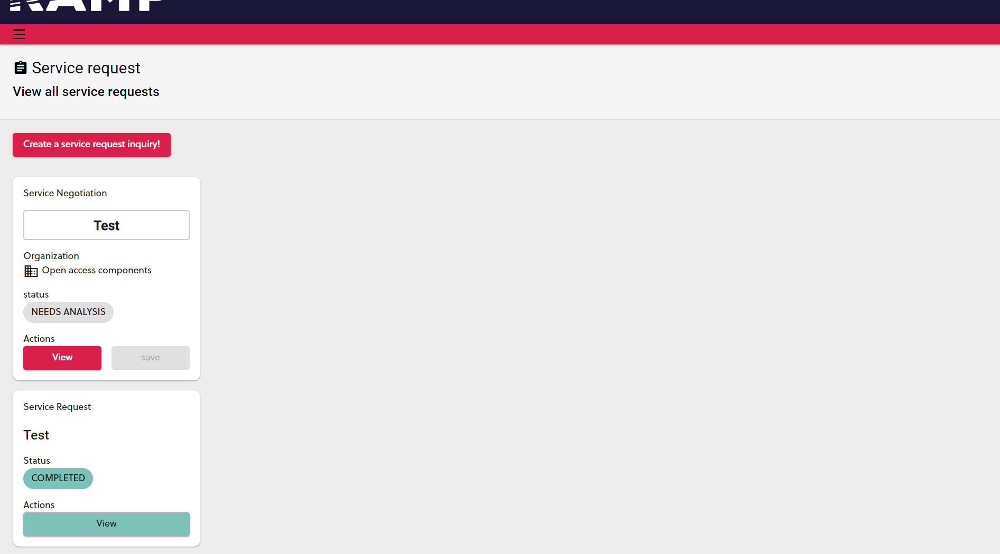 RAMP
Service request
View all service requests
Create a service request inquiry!
Service Negotiation
Test
Organization
Open access components
status
NEEDS ANALYSIS
Actions
View save
Service Request
Test
Status
COMPLETED
Actions
View